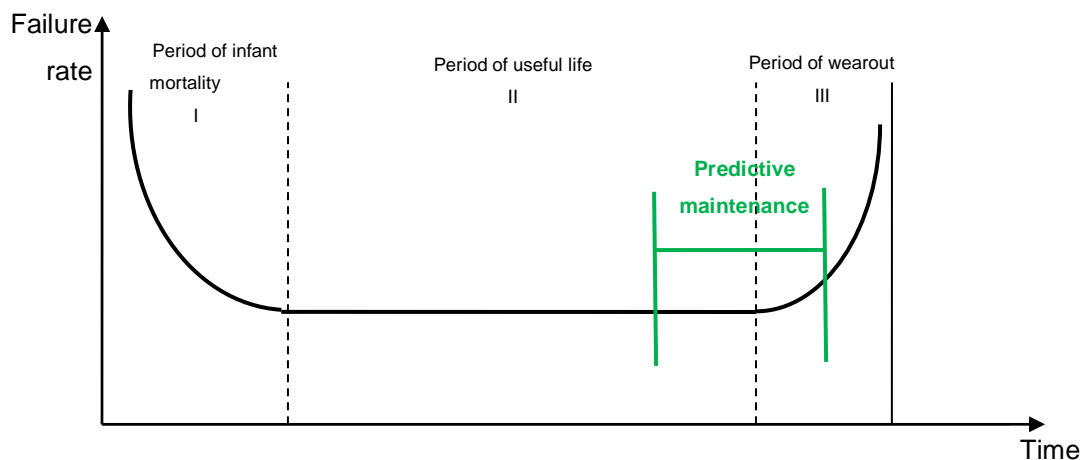 Failure
rate
Period of infant
mortality
I
Period of useful life
II
Period of wearout
III
Predictive
maintenance
Time